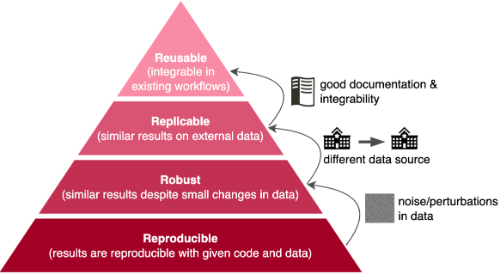 Reusable
(integrable in
existing workflows)
good documentation &
integrability
Replicable
(similar results on external data)
different data source
Robust
(similar results despite small changes in data)
noise/perturbations
in data
Reproducible
(results are reproducible with given code and data)